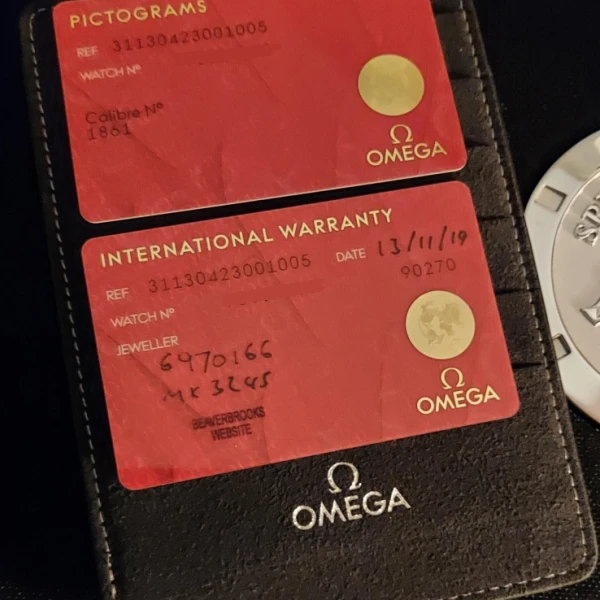 PICTOGRAMS
REF 31130423001005
WATCH Nº
Calibre Nº
1861
Ω
OMEGA
INTERNATIONAL WARRANTY
REF 31130423001005 DATE 13/11/19
90270
WATCH Nº
JEWELLER
6970166
MK 3245
BEAVERBROOKS
WEBSITE
Ω
OMEGA
Ω
OMEGA